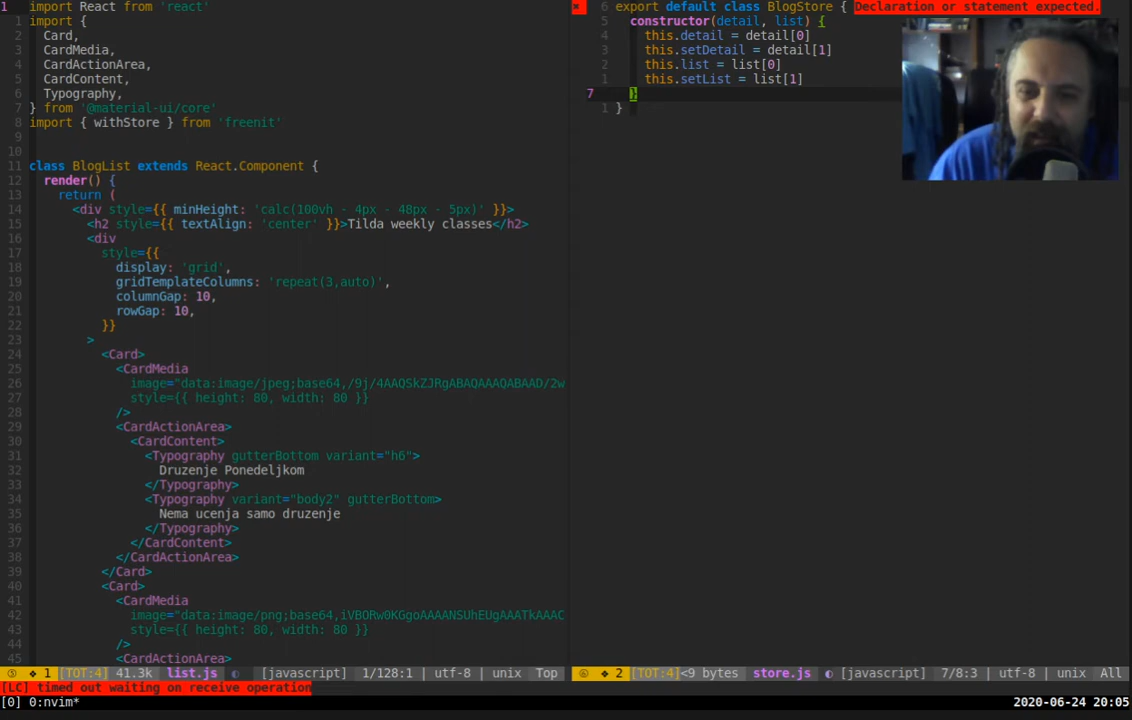 1 import React from 'react'
1 import {
2 Card,
3 CardMedia,
4 CardActionArea,
5 CardContent,
6 Typography,
7 } from '@material-ui/core'
8 import { withStore } from 'freenit'
9
10
11 class BlogList extends React.Component {
12 render() {
13 return (
14 <div style={{ minHeight: 'calc(100vh - 4px - 48px - 5px)' }}>
15 <h2 style={{ textAlign: 'center' }}>Tilda weekly classes</h2>
16 <div
17 style={{
18 display: 'grid',
19 gridTemplateColumns: 'repeat(3,auto)',
20 columnGap: 10,
21 rowGap: 10,
22 }}
23 >
24 <Card>
25 <CardMedia
26 image="data:image/jpeg;base64,/9j/4AAQSkZJRgABAQAAAQABAAD/2w
27 style={{ height: 80, width: 80 }}
28 />
29 <CardActionArea>
30 <CardContent>
31 <Typography gutterBottom variant="h6">
32 Druzenje Ponedeljkom
33 </Typography>
34 <Typography variant="body2" gutterBottom>
35 Nema ucenja samo druzenje
36 </Typography>
37 </CardContent>
38 </CardActionArea>
39 </Card>
40 <Card>
41 <CardMedia
42 image="data:image/png;base64,iVBORw0KGgoAAAANSUhEUgAAATkAAAC
43 style={{ height: 80, width: 80 }}
44 />
45 <CardActionArea>
6 export default class BlogStore { Declaration or statement expected.
5 constructor(detail, list) {
4 this.detail = detail[0]
3 this.setDetail = detail[1]
2 this.list = list[0]
1 this.setList = list[1]
7 }
1 }
1 [TOT:4] 41.3k list.js [javascript] 1/128:1 utf-8 unix Top
2 [TOT:4]<9 bytes store.js [javascript] 7/8:3 utf-8 unix All
[LC] timed out waiting on receive operation
[0] 0:nvim* 2020-06-24 20:05